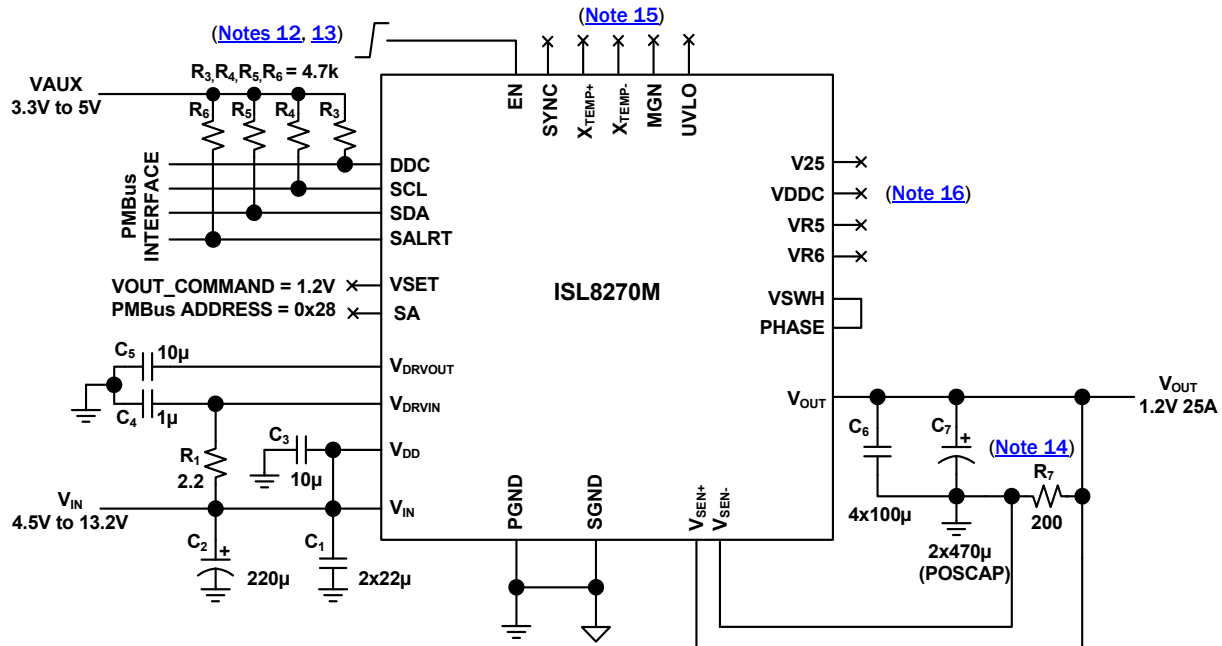 (Notes 12, 13)
(Note 15)
VAUX
3.3V to 5V
R3,R4,R5,R6 = 4.7k
R6
R5
R4
R3
EN
SYNC
XTEMP+
XTEMP-
MGN
UVLO
PMBus
INTERFACE
DDC
SCL
SDA
SALRT
V25
VDDC
(Note 16)
VR5
VR6
VOUT_COMMAND = 1.2V
VSET
PMBus ADDRESS = 0x28
SA
ISL8270M
VSWH
PHASE
C5
10µ
VDRVOUT
C4
1µ
VDRVIN
VOUT
VOUT
1.2V 25A
R1
2.2
C3
10µ
VDD
C6
C7
+
(Note 14)
R7
200
VIN
4.5V to 13.2V
VIN
PGND
SGND
VSEN+
VSEN-
4x100µ
2x470µ
(POSCAP)
C2
+
220µ
C1
2x22µ